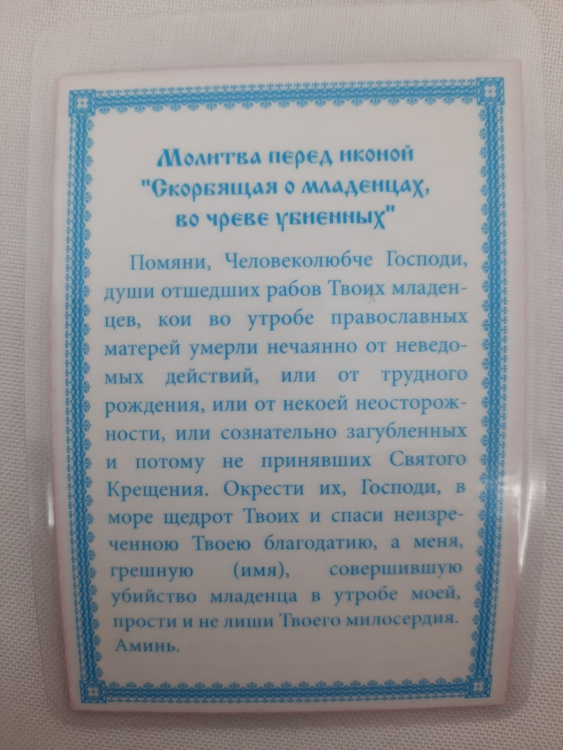 Молитва перед иконой
"Скорбящая о младенцах,
во чреве убиенных"
Помяни, Человеколюбче Господи,
души отшедших рабов Твоих младен-
цев, кои во утробе православных
матерей умерли нечаянно от неведо-
мых действий, или от трудного
рождения, или от некоей неосторож-
ности, или сознательно загубленных
и потому не принявших Святого
Крещения. Окрести их, Господи, в
море щедрот Твоих и спаси неизре-
ченною Твоею благодатию, а меня,
грешную (имя), совершившую
убийство младенца в утробе моей,
прости и не лиши Твоего милосердия.
Аминь.